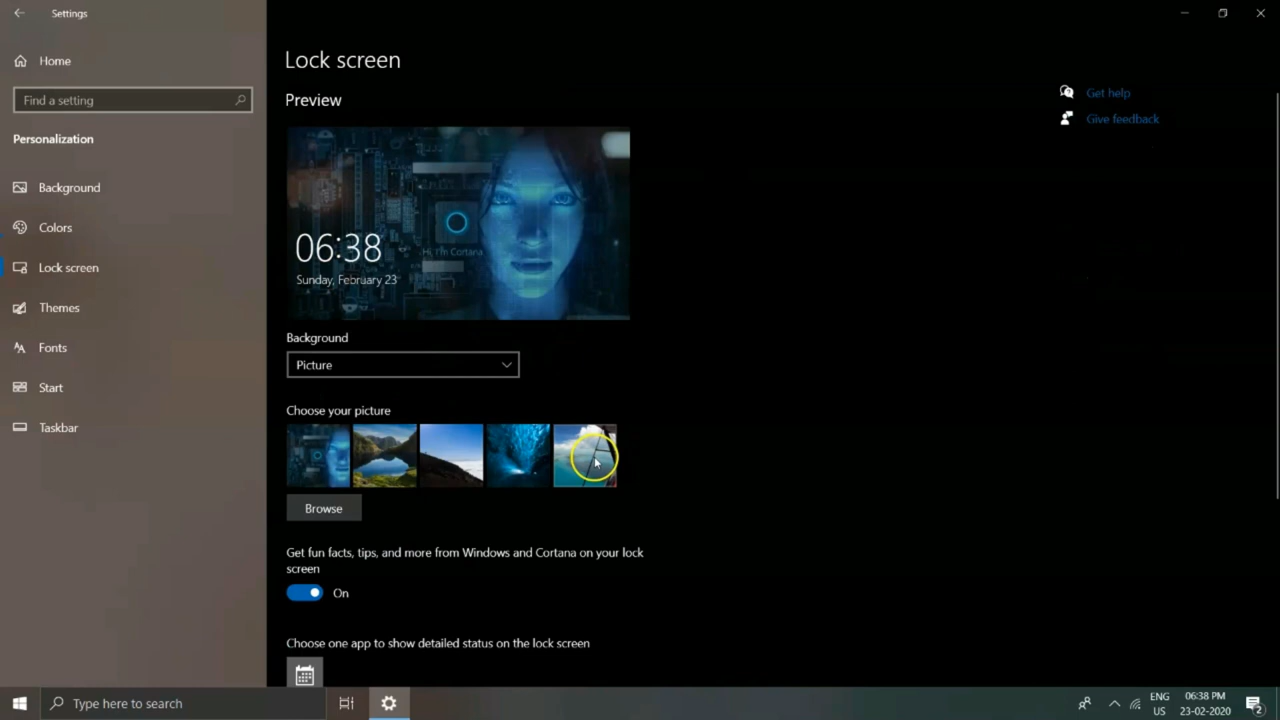 Settings
Home
Find a setting
Personalization
Background
Colors
Lock screen
Themes
Fonts
Start
Taskbar
Lock screen
Preview
Hi, I'm Cortana
06:38
Sunday, February 23
Background
Picture
Choose your picture
Browse
Get fun facts, tips, and more from Windows and Cortana on your lock
screen
On
Choose one app to show detailed status on the lock screen
Get help
Give feedback
Type here to search
ENG
US
06:38 PM
23-02-2020
2